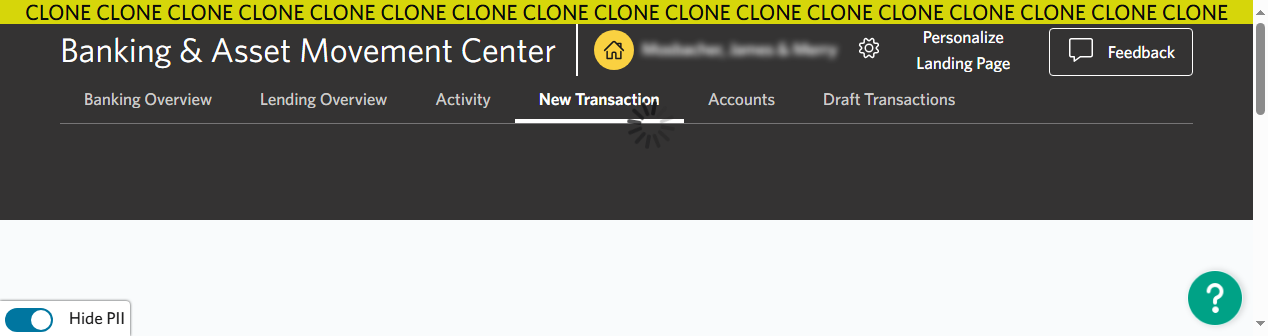 CLONE CLONE CLONE CLONE CLONE CLONE CLONE CLONE CLONE CLONE CLONE CLONE CLONE CLONE CLONE CLONE CLONE
Banking & Asset Movement Center
Personalize
Landing Page
Feedback
Banking Overview Lending Overview Activity New Transaction Accounts Draft Transactions
Hide PII
?